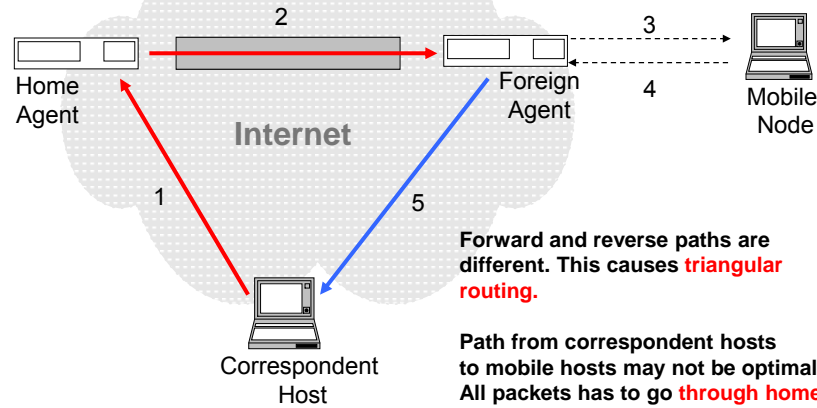 2
3
Home
Agent
Foreign
Agent
4
Mobile
Node
Internet
1
5
Forward and reverse paths are
different. This causes triangular
routing.
Path from correspondent hosts
to mobile hosts may not be optimal
All packets has to go through home
Correspondent
Host